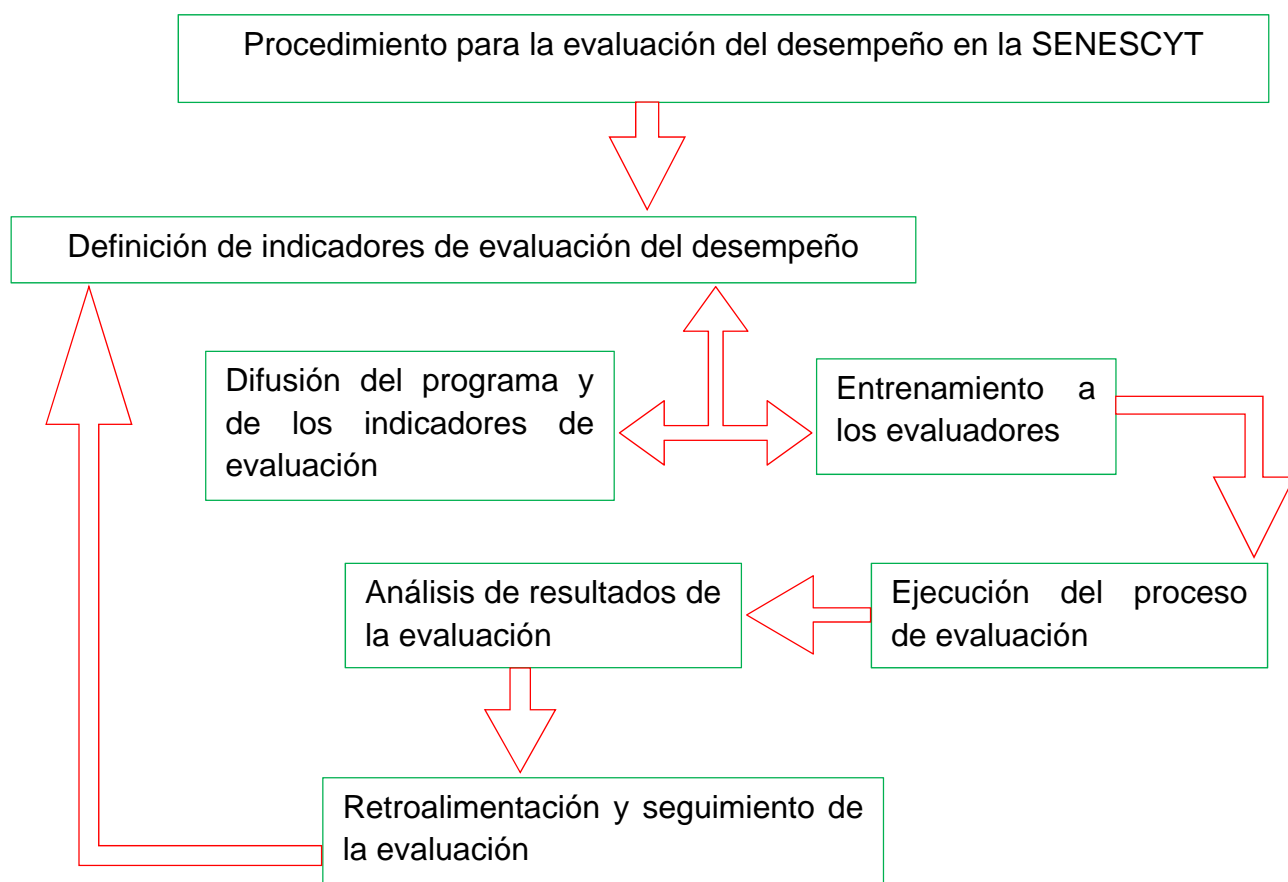 Procedimiento para la evaluación del desempeño en la SENESCYT
Definición de indicadores de evaluación del desempeño
Difusión del programa y
de los indicadores de
evaluación
Entrenamiento a
los evaluadores
Ejecución del proceso
de evaluación
Análisis de resultados de
la evaluación
Retroalimentación y seguimiento de
la evaluación